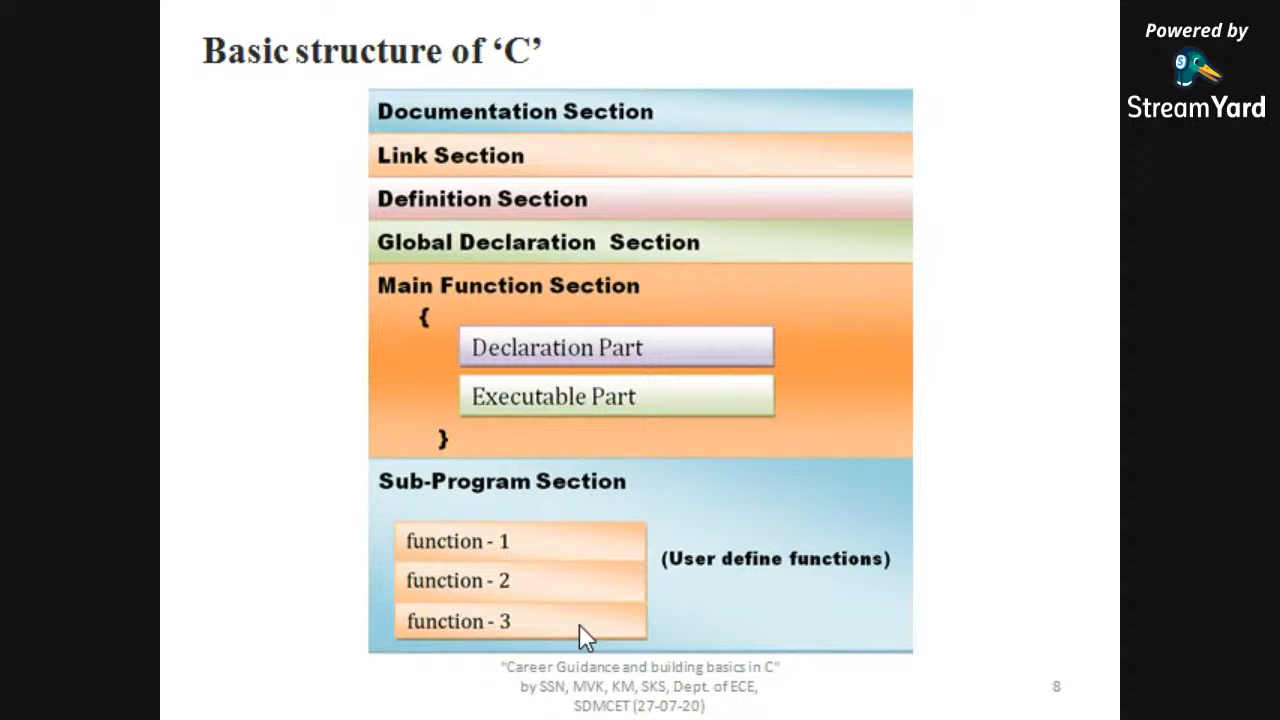 Basic structure of ‘C’
Powered by
StreamYard
Documentation Section
Link Section
Definition Section
Global Declaration Section
Main Function Section
{
Declaration Part
Executable Part
}
Sub-Program Section
function - 1
function - 2
function - 3
(User define functions)
"Career Guidance and building basics in C"
by SSN, MVK, KM, SKS, Dept. of ECE,
SDMCET (27-07-20)
8